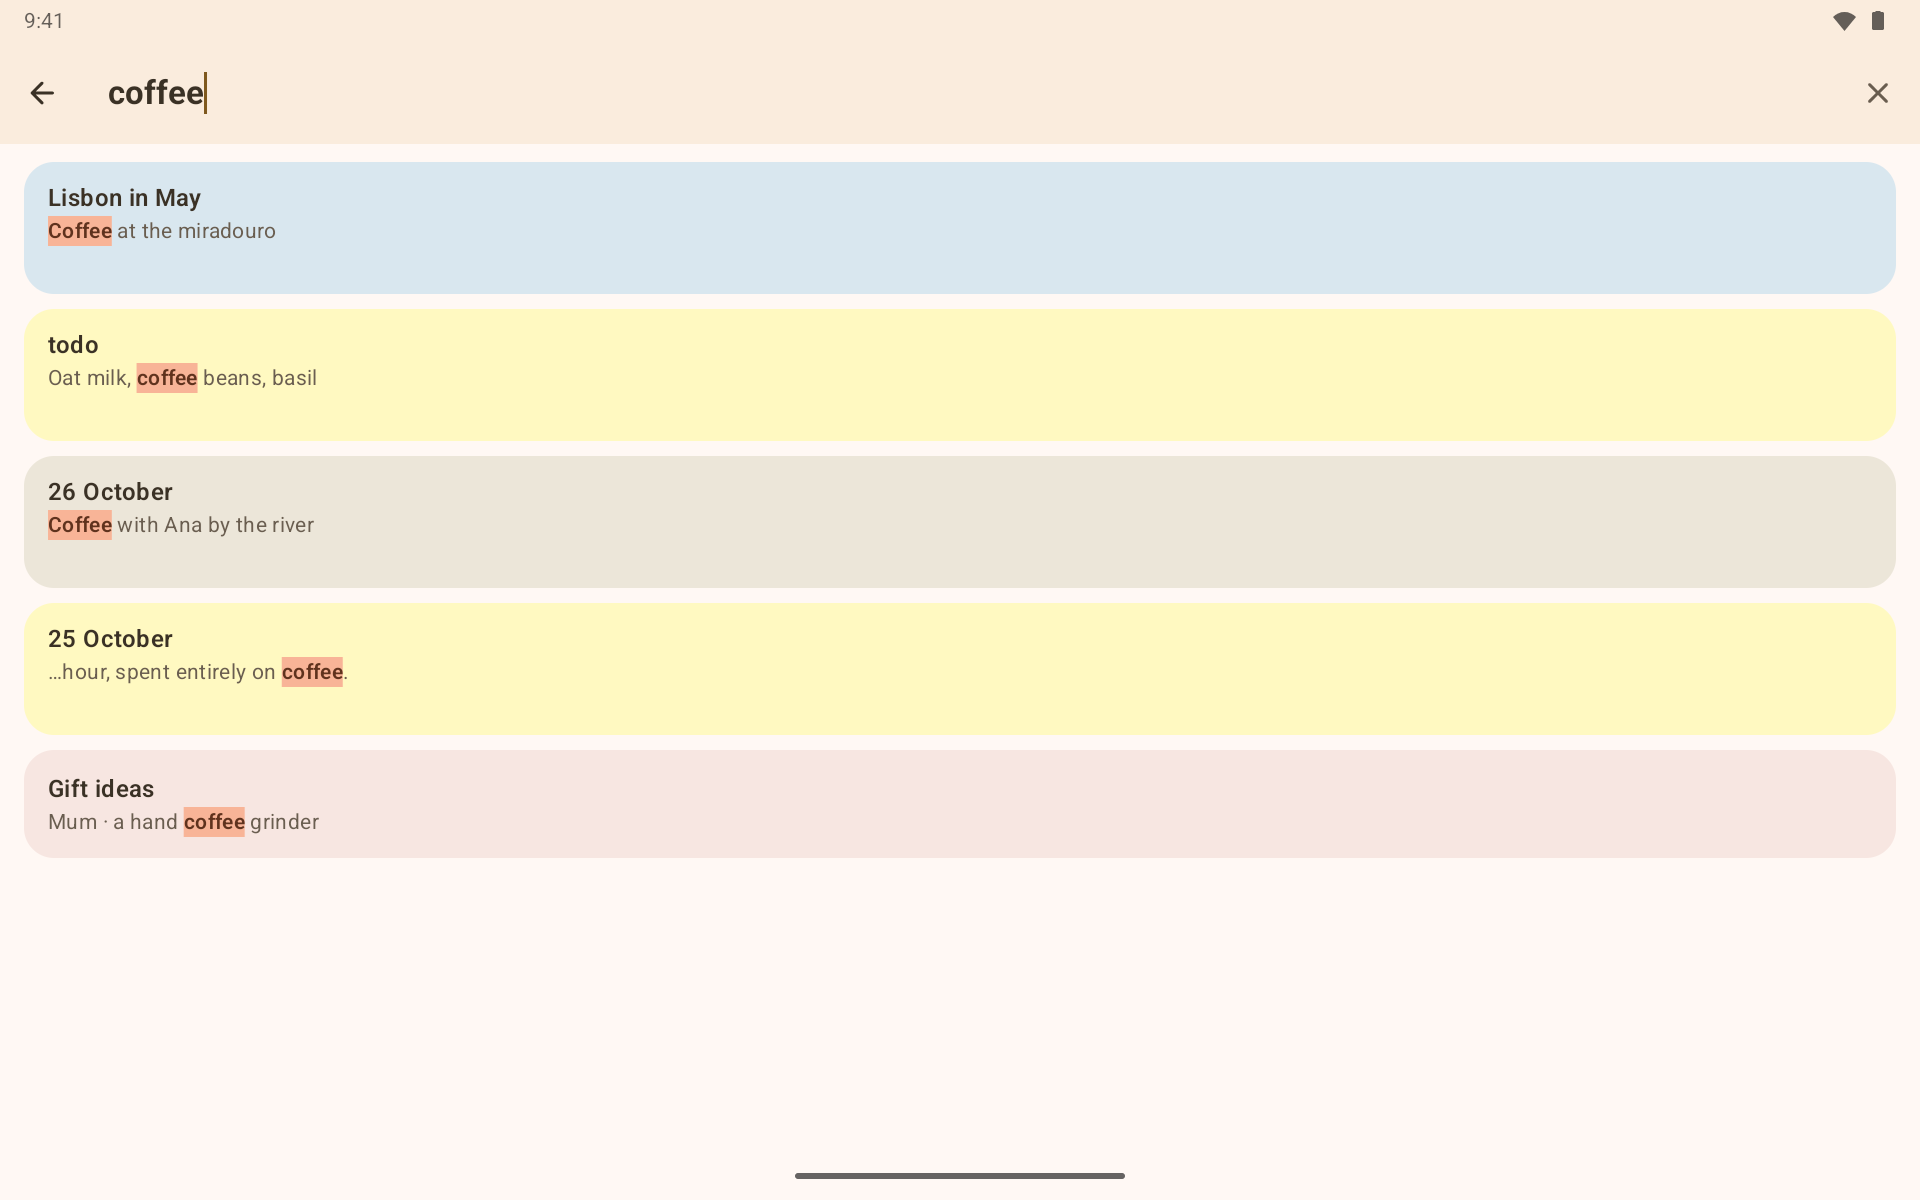 9:41
coffee
Lisbon in May
Coffee at the miradouro
todo
Oat milk, coffee beans, basil
26 October
Coffee with Ana by the river
25 October
…hour, spent entirely on coffee.
Gift ideas
Mum · a hand coffee grinder